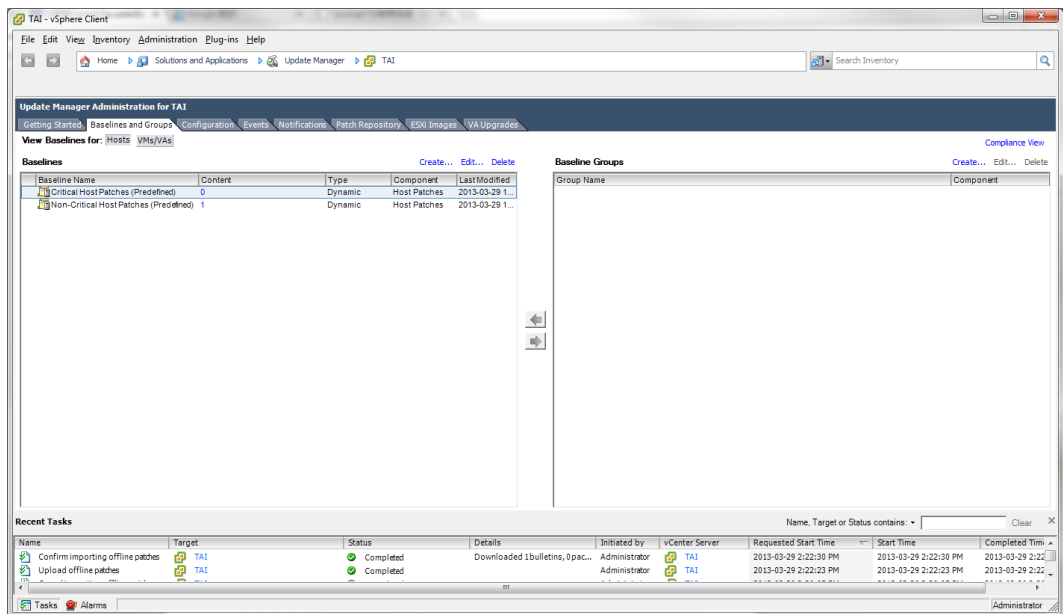 TAI - vSphere Client
File Edit View Inventory Administration Plug-ins Help
Home Solutions and Applications Update Manager TAI Search Inventory
Update Manager Administration for TAI
Getting Started Baselines and Groups Configuration Events Notifications Patch Repository ESXi Images VA Upgrades
View Baselines for: Hosts VMs/VAs Compliance View
Baselines Create... Edit... Delete Baseline Groups Create... Edit... Delete
Baseline Name Content Type Component Last Modified Group Name Component
Critical Host Patches (Predefined) 0 Dynamic Host Patches 2013-03-29 1...
Non-Critical Host Patches (Predefined) 1 Dynamic Host Patches 2013-03-29 1...
Recent Tasks Name, Target or Status contains: Clear
Name Target Status Details Initiated by vCenter Server Requested Start Time Start Time Completed Time
Confirm importing offline patches TAI Completed Downloaded 1bulletins, 0pac... Administrator TAI 2013-03-29 2:22:30 PM 2013-03-29 2:22:30 PM 2013-03-29 2:22
Upload offline patches TAI Completed Administrator TAI 2013-03-29 2:22:23 PM 2013-03-29 2:22:23 PM 2013-03-29 2:22
Tasks Alarms Administrator